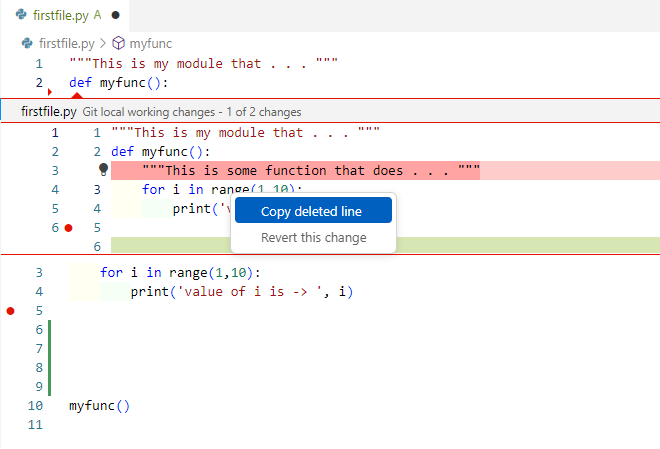 firstfile.py A
firstfile.py > myfunc
1 """This is my module that . . . """
2 def myfunc():
firstfile.py Git local working changes - 1 of 2 changes
1 1 """This is my module that . . . """
2 2 def myfunc():
3 """This is some function that does . . . """
4 3 for i in range(1,10):
5 4 print('v
Copy deleted line
6 5
Revert this change
6
3 for i in range(1,10):
4 print('value of i is -> ', i)
5
6
7
8
9
10 myfunc()
11